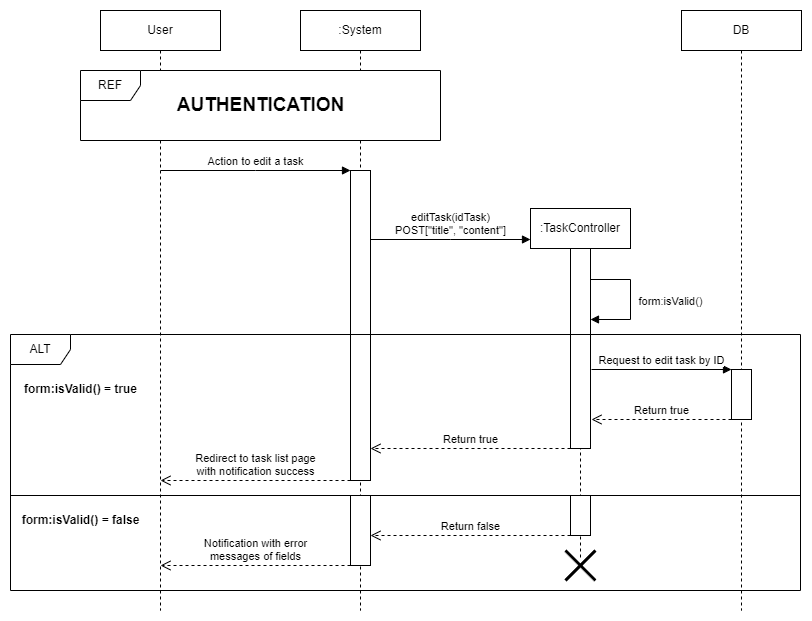 User
:System
DB
REF
AUTHENTICATION
Action to edit a task
editTask(idTask)
POST["title", "content"]
:TaskController
form:isValid()
ALT
Request to edit task by ID
form:isValid() = true
Return true
Return true
Redirect to task list page
with notification success
form:isValid() = false
Return false
Notification with error
messages of fields